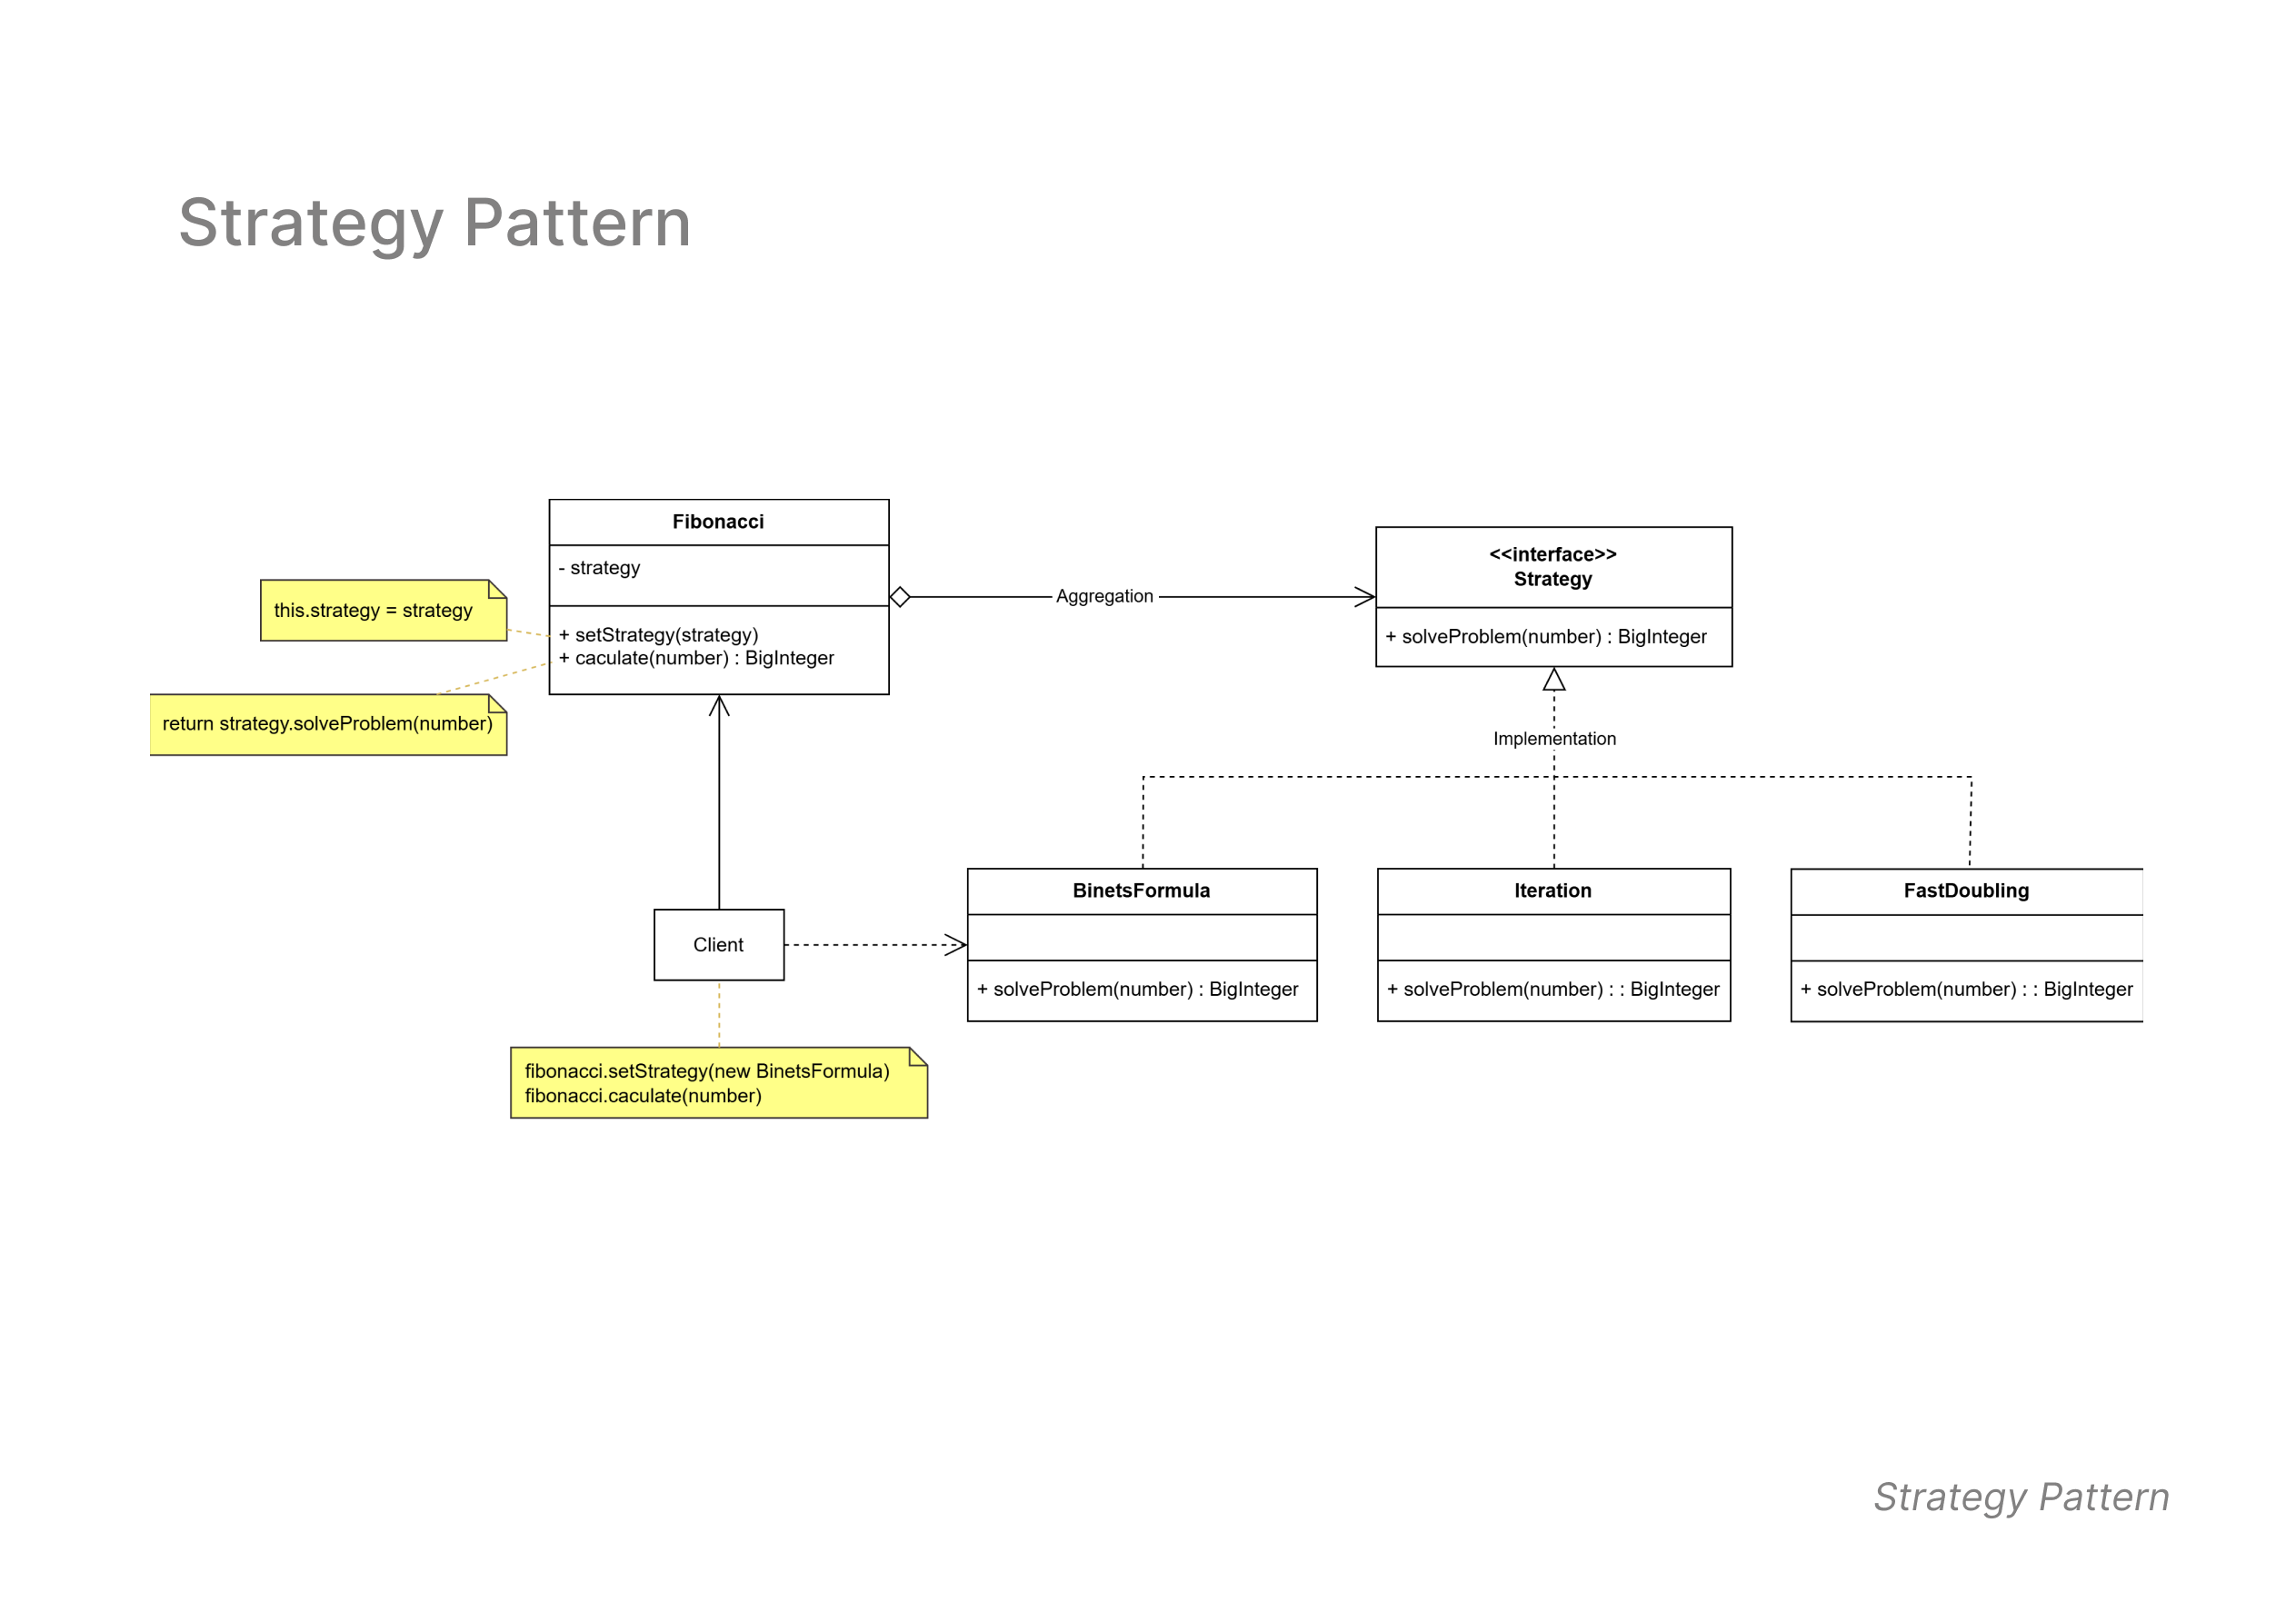 Strategy Pattern
Fibonacci
- strategy
+ setStrategy(strategy)
+ caculate(number) : BigInteger
this.strategy = strategy
return strategy.solveProblem(number)
Aggregation
<<interface>>
Strategy
+ solveProblem(number) : BigInteger
Implementation
Client
BinetsFormula
+ solveProblem(number) : BigInteger
Iteration
+ solveProblem(number) : : BigInteger
FastDoubling
+ solveProblem(number) : : BigInteger
fibonacci.setStrategy(new BinetsFormula)
fibonacci.caculate(number)
Strategy Pattern